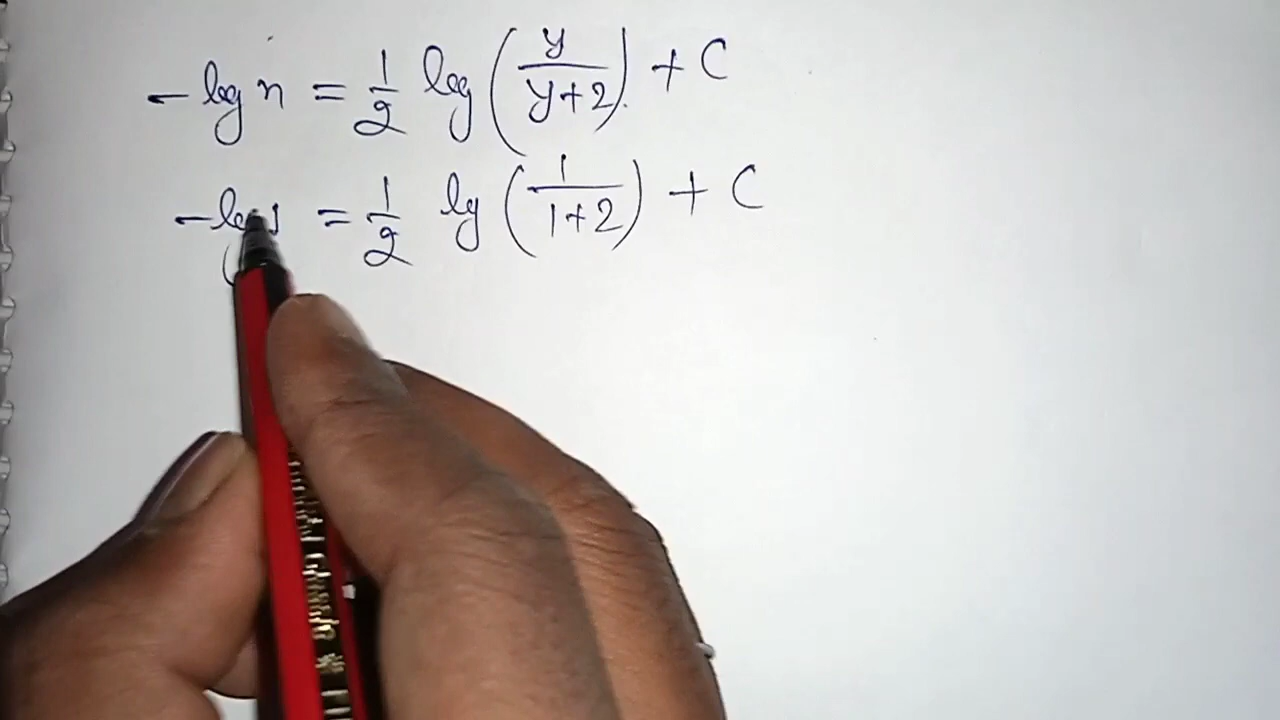 - log x = 1/2 log (y/(y+2)) + C
- log 1 = 1/2 log (1/(1+2)) + C